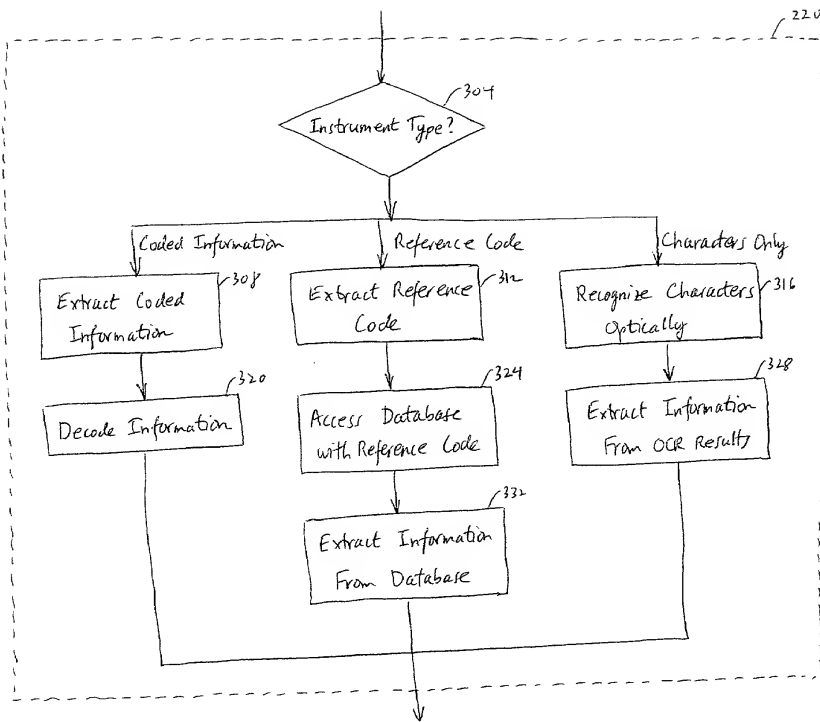 220
304
Instrument Type?
Coded Information
Reference Code
Characters Only
308
Extract Coded
Information
312
Extract Reference
Code
316
Recognize Characters
Optically
320
Decode Information
324
Access Database
with Reference Code
328
Extract Information
From OCR Results
332
Extract Information
From Database